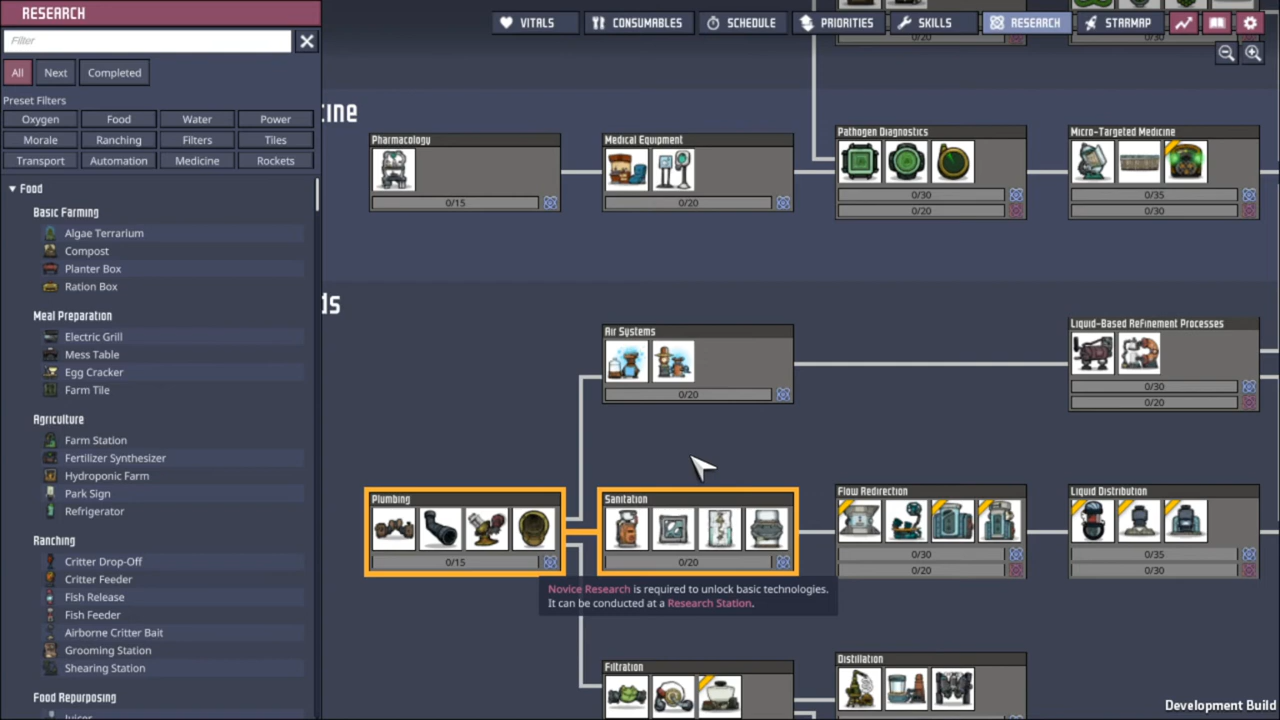 RESEARCH
VITALS
CONSUMABLES
SCHEDULE
PRIORITIES
SKILLS
RESEARCH
STARMAP
Filter
All
Next
Completed
Preset Filters
Oxygen
Food
Water
Power
Morale
Ranching
Filters
Tiles
Transport
Automation
Medicine
Rockets
Food
Basic Farming
Algae Terrarium
Compost
Planter Box
Ration Box
Meal Preparation
Electric Grill
Mess Table
Egg Cracker
Farm Tile
Agriculture
Farm Station
Fertilizer Synthesizer
Hydroponic Farm
Park Sign
Refrigerator
Ranching
Critter Drop-Off
Critter Feeder
Fish Release
Fish Feeder
Airborne Critter Bait
Grooming Station
Shearing Station
Food Repurposing
Juicer
0/20
0/30
cine
Pharmacology
0/15
Medical Equipment
0/20
Pathogen Diagnostics
0/30
0/20
Micro-Targeted Medicine
0/35
0/30
ds
Air Systems
0/20
Liquid-Based Refinement Processes
0/30
0/20
Plumbing
0/15
Sanitation
0/20
Flow Redirection
0/30
0/20
Liquid Distribution
0/35
0/30
Novice Research is required to unlock basic technologies.
It can be conducted at a Research Station.
Filtration
Distillation
Development Build